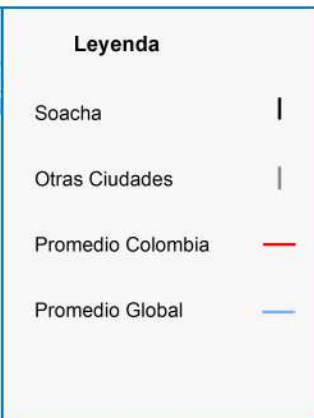 Leyenda
Soacha
Otras Ciudades
Promedio Colombia
Promedio Global